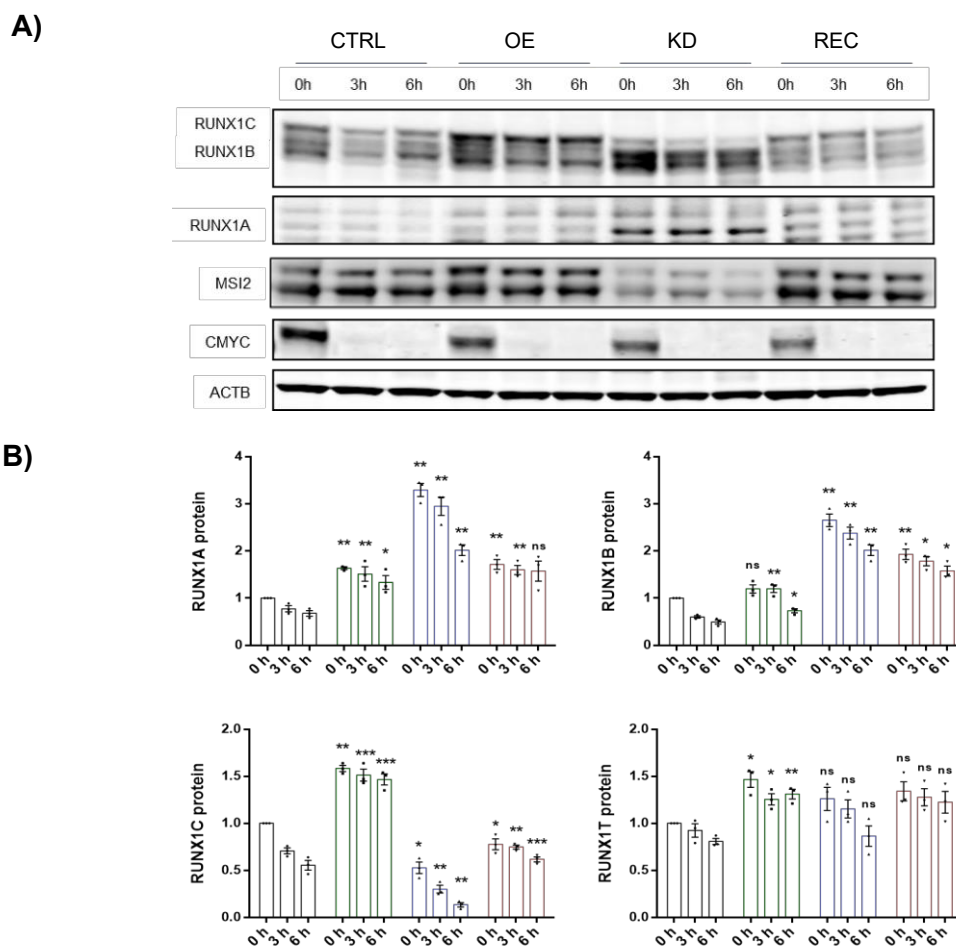 A)
CTRL OE KD REC
0h 3h 6h 0h 3h 6h 0h 3h 6h 0h 3h 6h
RUNX1C
RUNX1B
RUNX1A
MSI2
CMYC
ACTB
B)
RUNX1A protein
4
3
2
1
0
** ** * ** ** ** ** ** ns
0 h 3 h 6 h 0 h 3 h 6 h 0 h 3 h 6 h 0 h 3 h 6 h
RUNX1B protein
4
3
2
1
0
ns ** * ** ** ** ** * *
0 h 3 h 6 h 0 h 3 h 6 h 0 h 3 h 6 h 0 h 3 h 6 h
RUNX1C protein
2.0
1.5
1.0
0.5
0.0
** *** *** * ** ** * ** ***
0 h 3 h 6 h 0 h 3 h 6 h 0 h 3 h 6 h 0 h 3 h 6 h
RUNX1T protein
2.0
1.5
1.0
0.5
0.0
* * ** ns ns ns ns ns ns
0 h 3 h 6 h 0 h 3 h 6 h 0 h 3 h 6 h 0 h 3 h 6 h